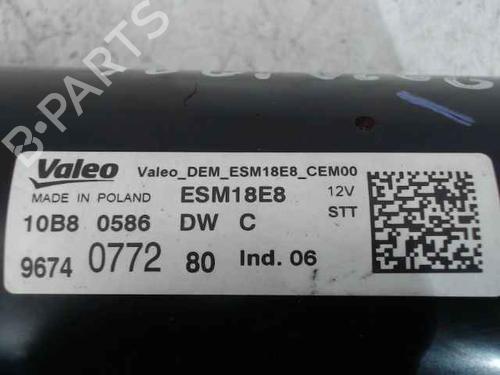 B-PARTS
Valeo Valeo_DEM_ESM18E8_CEM00
MADE IN POLAND ESM18E8 12V
10B8 0586 DW C STT
9674 0772 80 Ind. 06